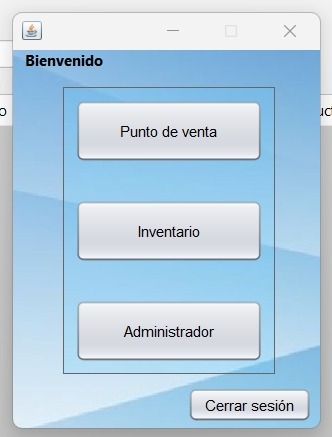 Bienvenido
Punto de venta
Inventario
Administrador
Cerrar sesión